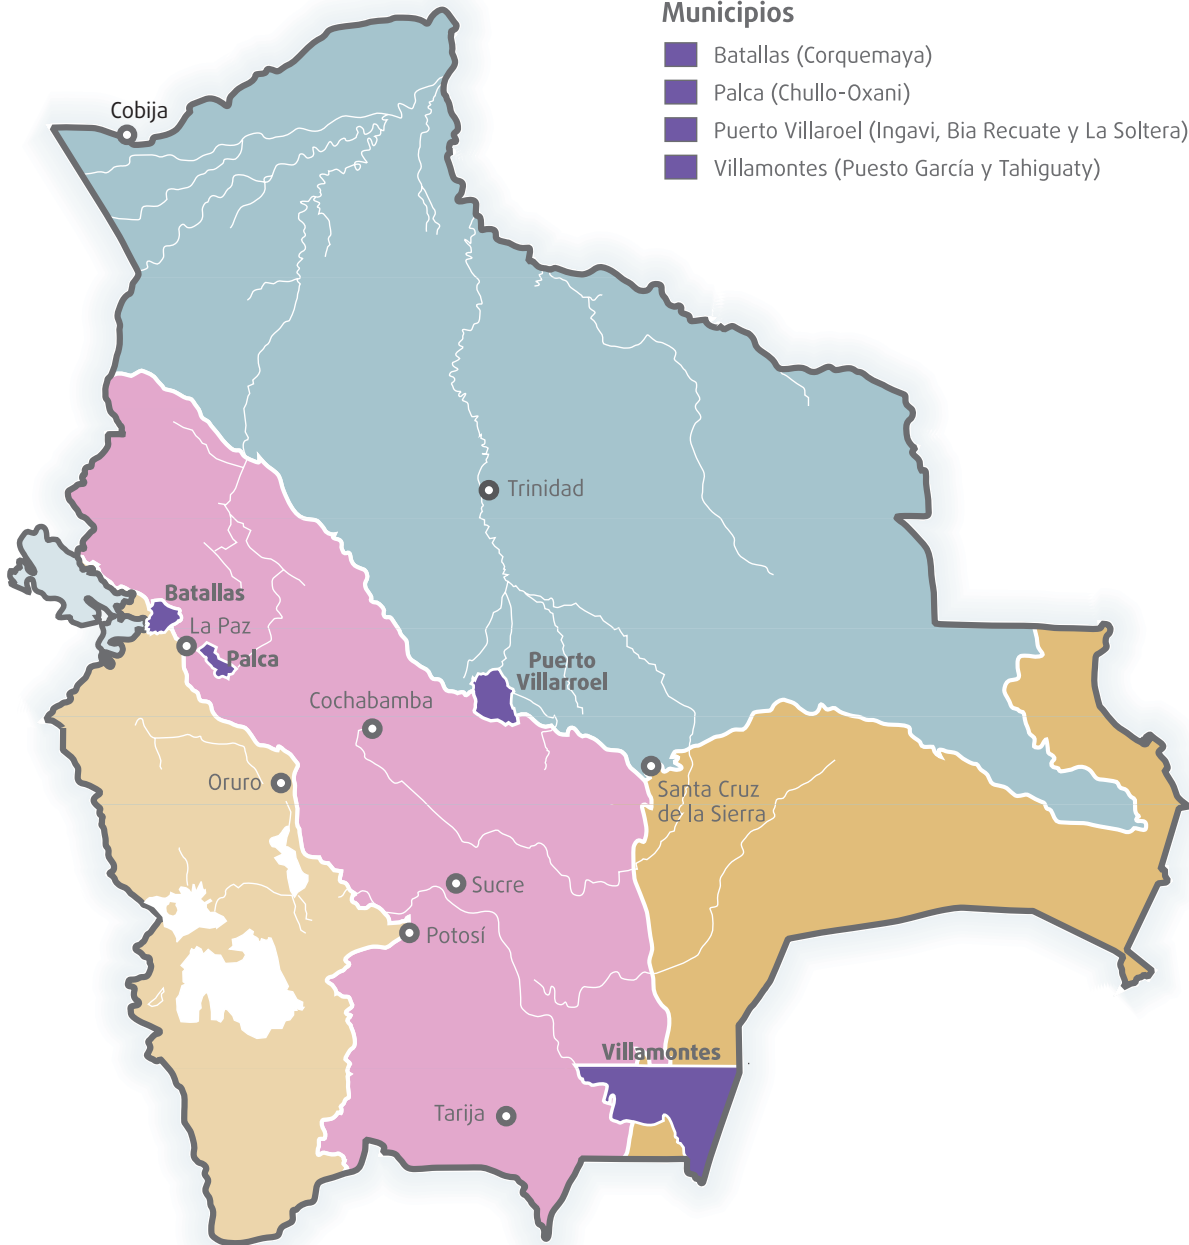 Municipios
Batallas (Corquemaya)
Palca (Chullo-Oxani)
Puerto Villaroel (Ingavi, Bia Recuate y La Soltera)
Villamontes (Puesto García y Tahiguaty)
Cobija
Trinidad
Batallas
La Paz
Palca
Puerto
Villarroel
Cochabamba
Oruro
Santa Cruz
de la Sierra
Sucre
Potosí
Villamontes
Tarija